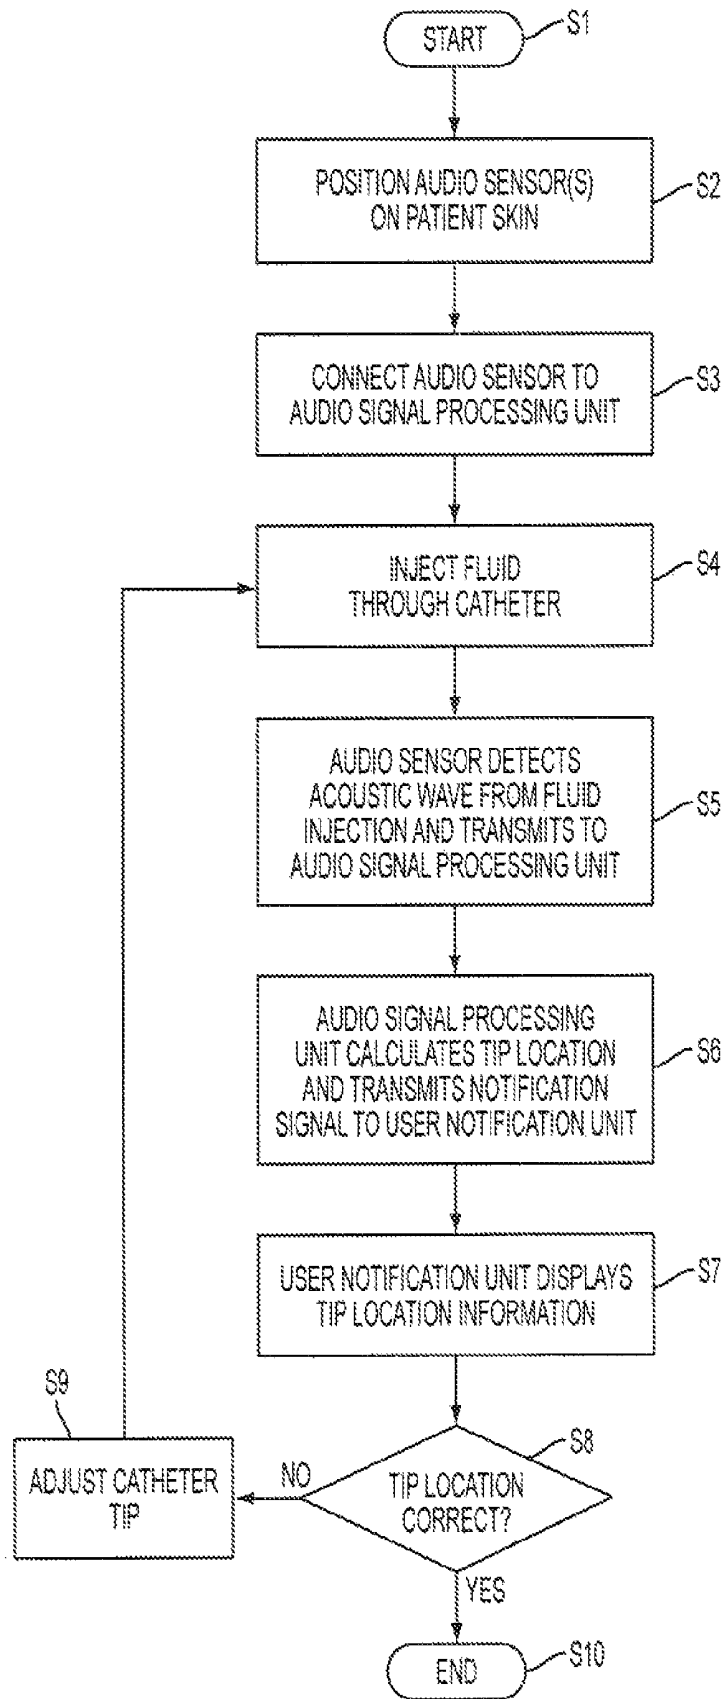 START
S1
POSITION AUDIO SENSOR(S)
ON PATIENT SKIN
S2
CONNECT AUDIO SENSOR TO
AUDIO SIGNAL PROCESSING UNIT
S3
INJECT FLUID
THROUGH CATHETER
S4
AUDIO SENSOR DETECTS
ACOUSTIC WAVE FROM FLUID
INJECTION AND TRANSMITS TO
AUDIO SIGNAL PROCESSING UNIT
S5
AUDIO SIGNAL PROCESSING
UNIT CALCULATES TIP LOCATION
AND TRANSMITS NOTIFICATION
SIGNAL TO USER NOTIFICATION UNIT
S6
USER NOTIFICATION UNIT DISPLAYS
TIP LOCATION INFORMATION
S7
TIP LOCATION
CORRECT?
S8
NO
S9
ADJUST CATHETER
TIP
YES
END
S10